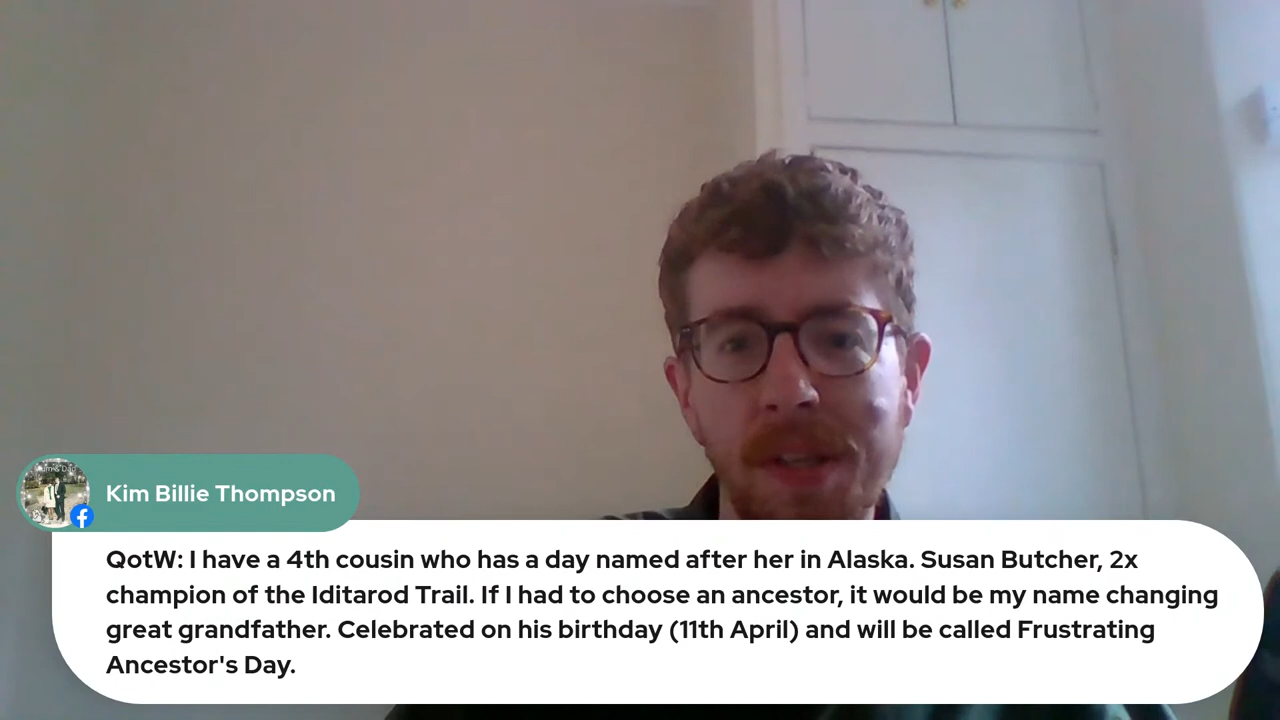 Kim Billie Thompson
QotW: I have a 4th cousin who has a day named after her in Alaska. Susan Butcher, 2x
champion of the Iditarod Trail. If I had to choose an ancestor, it would be my name changing
great grandfather. Celebrated on his birthday (11th April) and will be called Frustrating
Ancestor's Day.